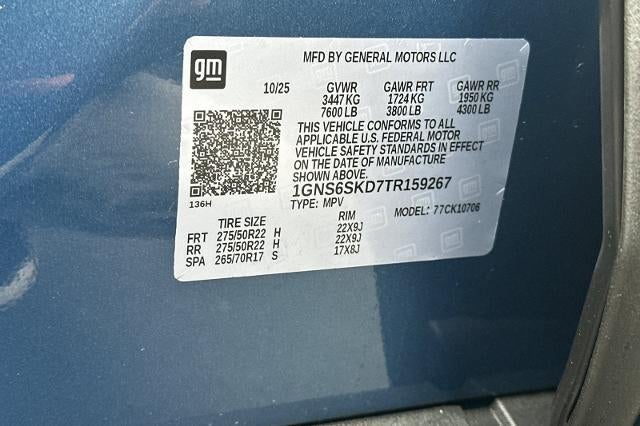 gm
MFD BY GENERAL MOTORS LLC
10/25 GVWR GAWR FRT GAWR RR
3447 KG 1724 KG 1950 KG
7600 LB 3800 LB 4300 LB
THIS VEHICLE CONFORMS TO ALL
APPLICABLE U.S. FEDERAL MOTOR
VEHICLE SAFETY STANDARDS IN EFFECT
ON THE DATE OF MANUFACTURE
SHOWN ABOVE.
1GNS6SKD7TR159267
136H TYPE: MPV MODEL: 77CK10706
TIRE SIZE RIM
FRT 275/50R22 H 22X9J
RR 275/50R22 H 22X9J
SPA 265/70R17 S 17X8J